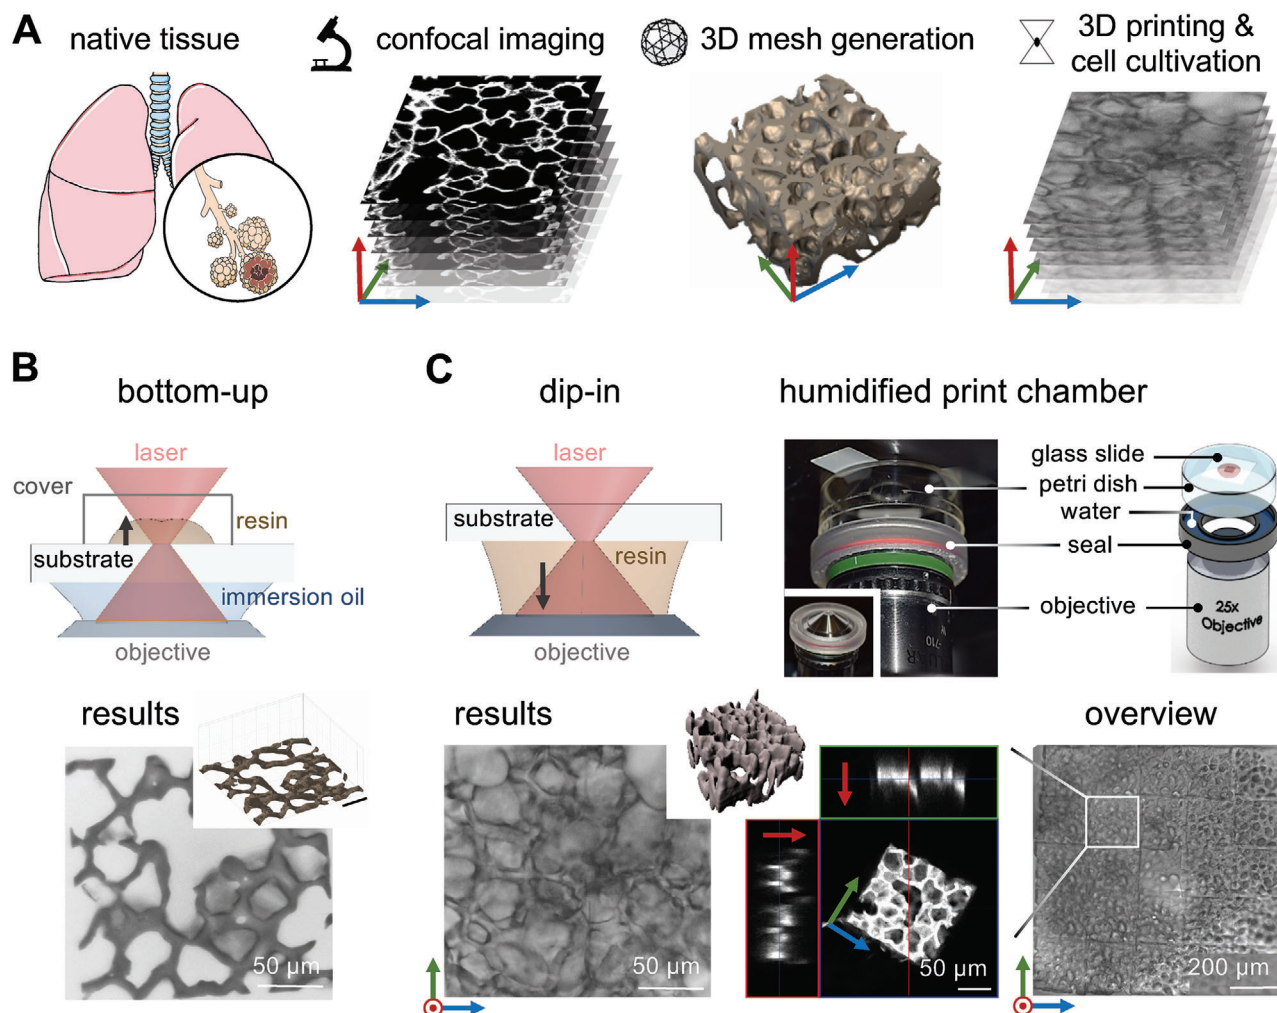 A
native tissue
confocal imaging
3D mesh generation
3D printing &
cell cultivation
B
bottom-up
laser
cover
resin
substrate
immersion oil
objective
results
50 µm
C
dip-in
laser
substrate
resin
objective
humidified print chamber
glass slide
petri dish
water
seal
objective
25x
Objective
results
50 µm
50 µm
overview
200 µm